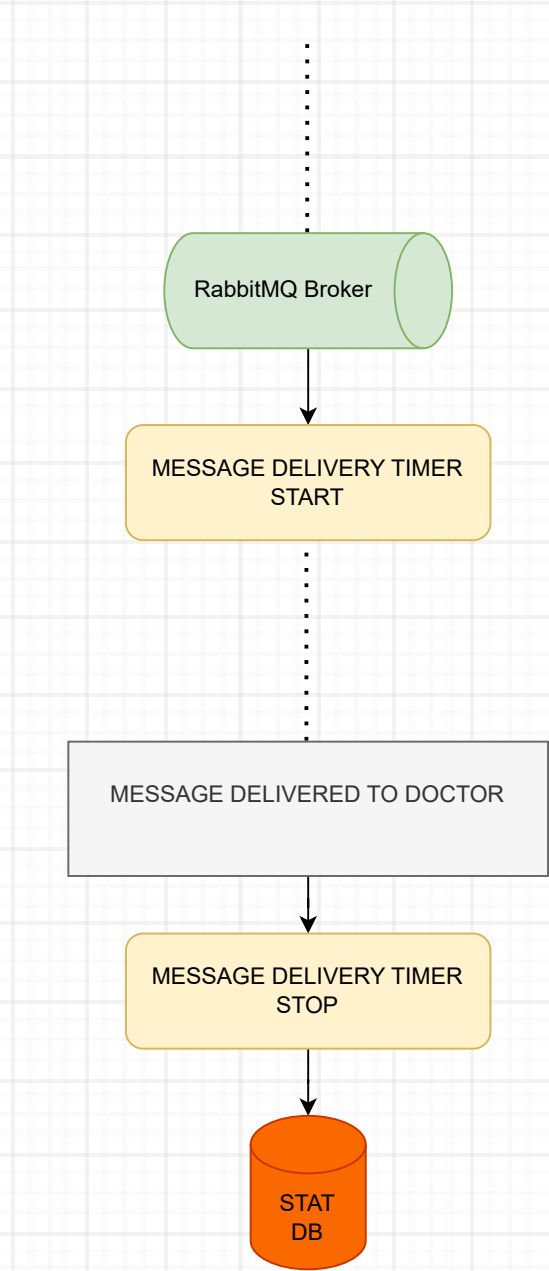 RabbitMQ Broker
MESSAGE DELIVERY TIMER
START
MESSAGE DELIVERED TO DOCTOR
MESSAGE DELIVERY TIMER
STOP
STAT
DB